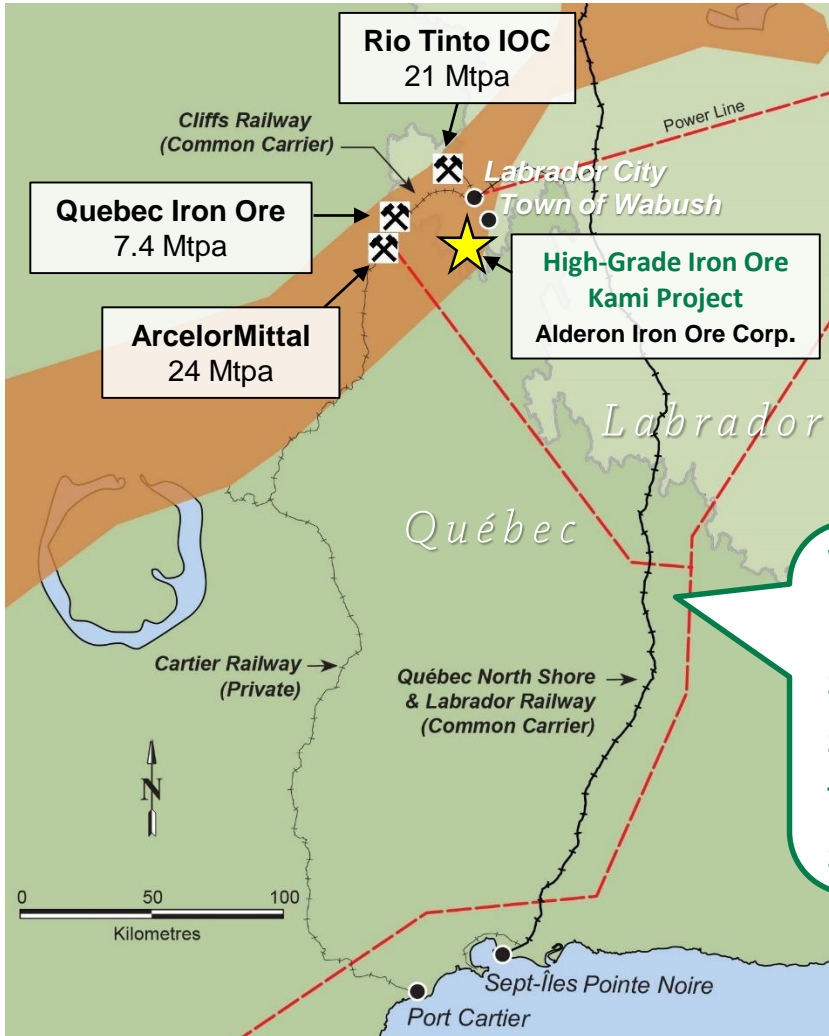 Rio Tinto IOC
21 Mtpa
Cliffs Railway
(Common Carrier)
Power Line
Labrador City
Town of Wabush
Quebec Iron Ore
7.4 Mtpa
High-Grade Iron Ore
Kami Project
Alderon Iron Ore Corp.
ArcelorMittal
24 Mtpa
Labrador
Québec
Cartier Railway
(Private)
Québec North Shore
& Labrador Railway
(Common Carrier)
N
0 50 100
Kilometres
Sept-Îles Pointe Noire
Port Cartier